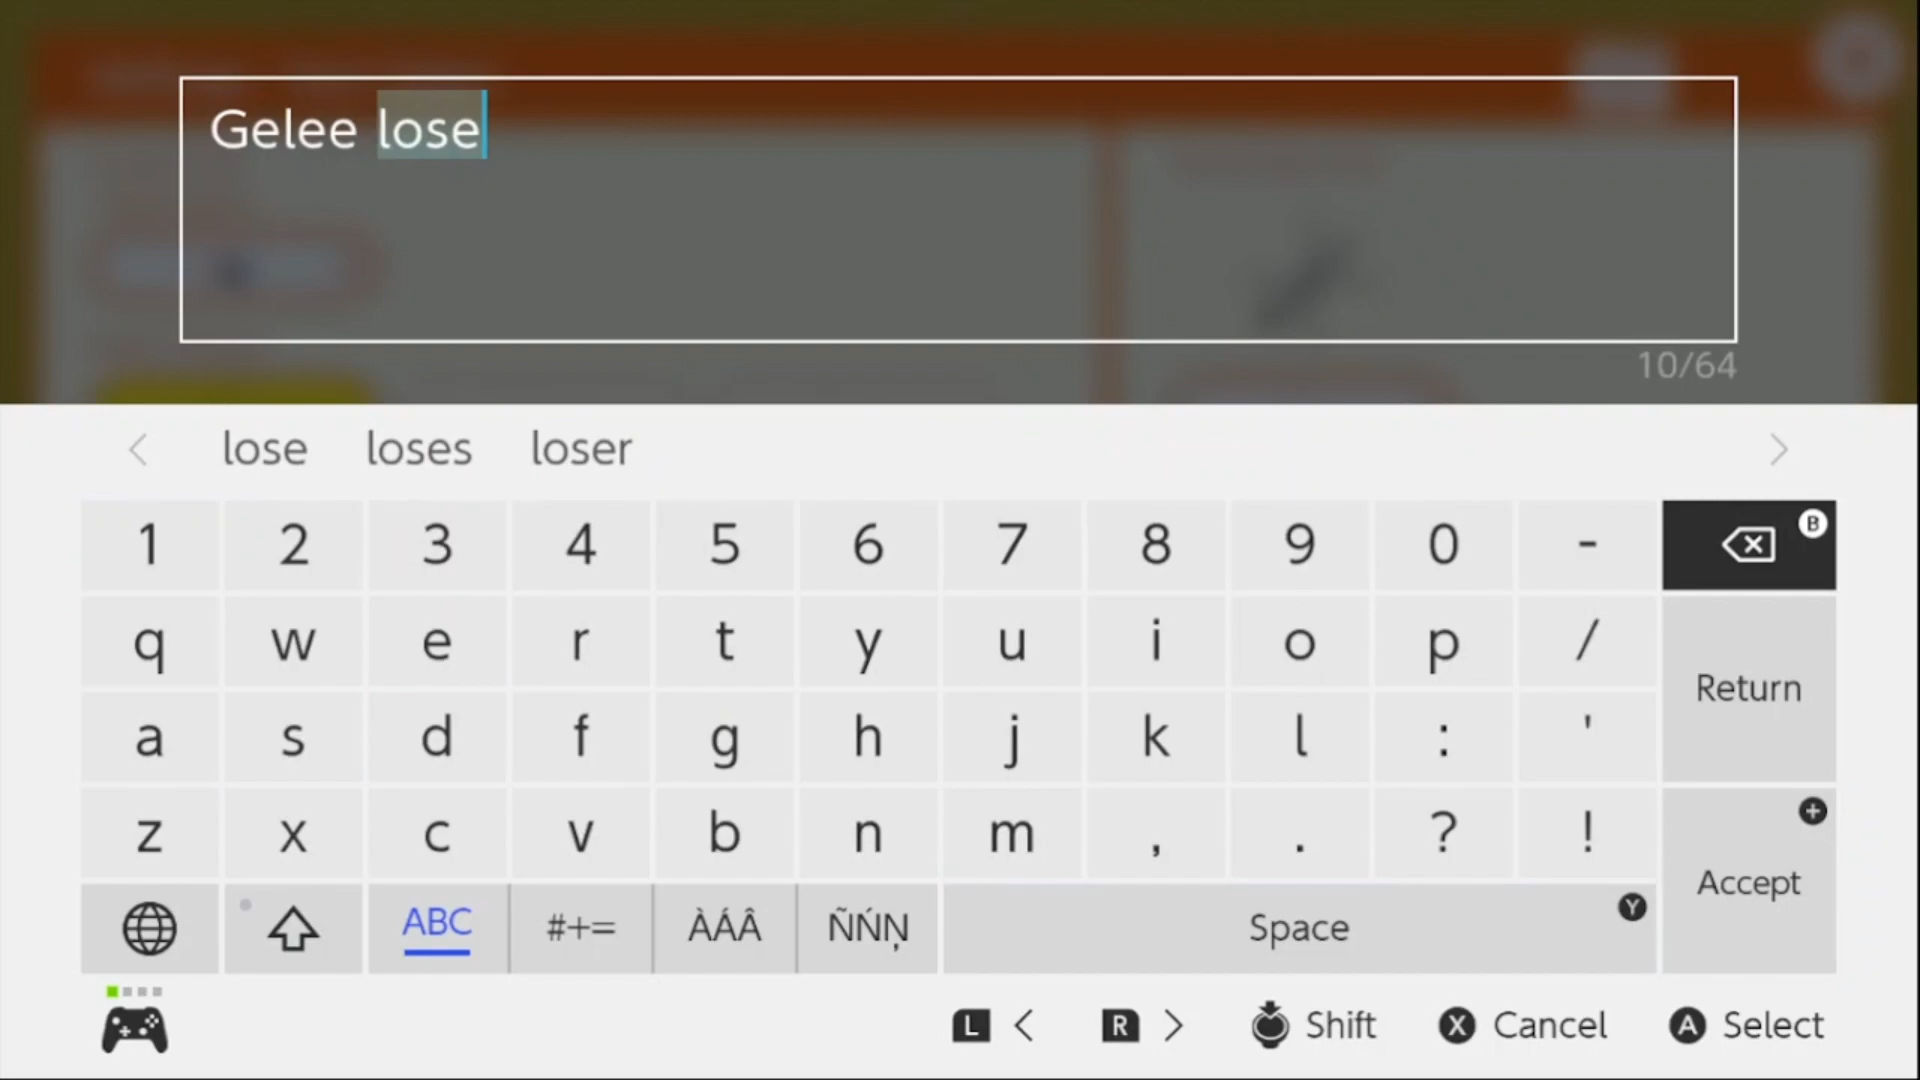 Gelee lose
10/64
lose loses loser
1 2 3 4 5 6 7 8 9 0 - B
q w e r t y u i o p /
Return
a s d f g h j k l : '
z x c v b n m , . ? ! +
Accept
ABC #+= ÀÁÂ ÑŃŅ Space Y
L < R > Shift X Cancel A Select